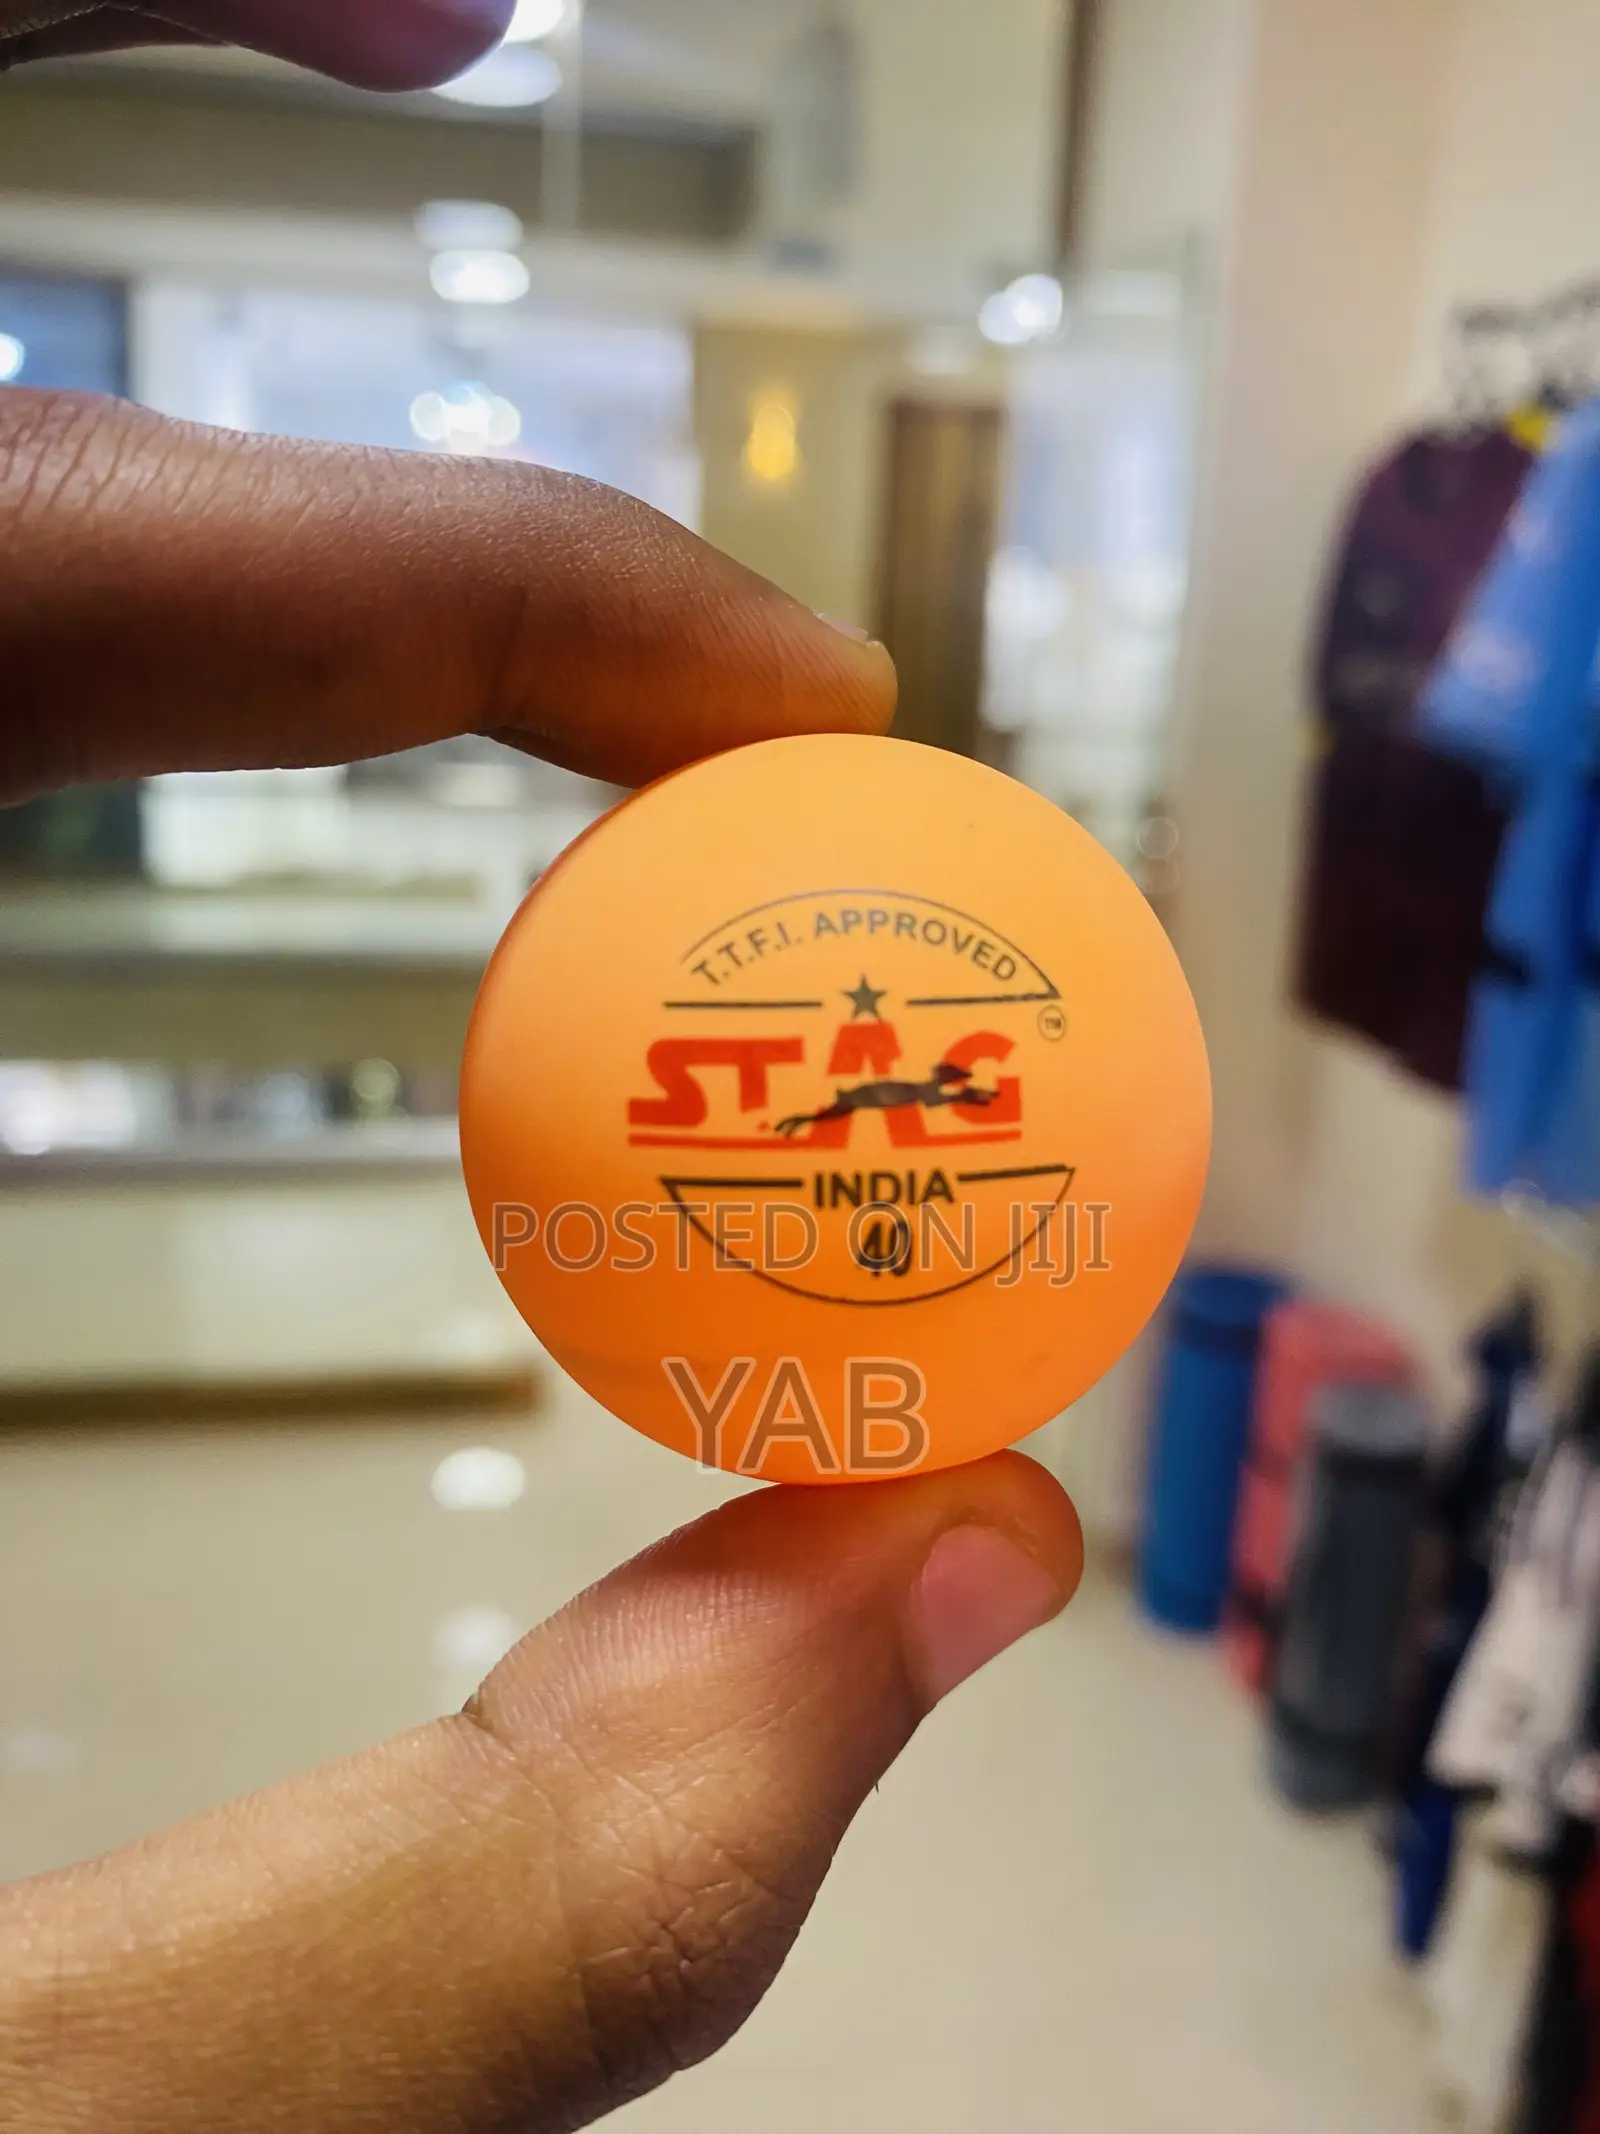 T.T.F.I. APPROVED
STAG
TM
INDIA
40
POSTED ON JIJI
YAB